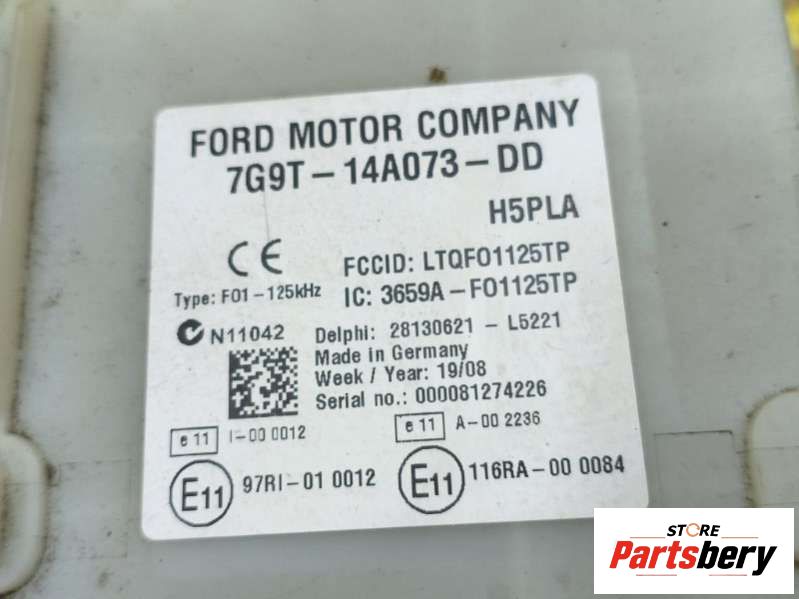 FORD MOTOR COMPANY
7G9T-14A073-DD
H5PLA
CE
FCCID: LTQFO1125TP
Type: FO1-125kHz
IC: 3659A-FO1125TP
N11042
Delphi: 28130621 - L5221
Made in Germany
Week / Year: 19/08
Serial no.: 000081274226
e 11
I-00 0012
e 11
A-00 2236
E11
97RI-01 0012
E11
116RA-00 0084
STORE
Partsbery